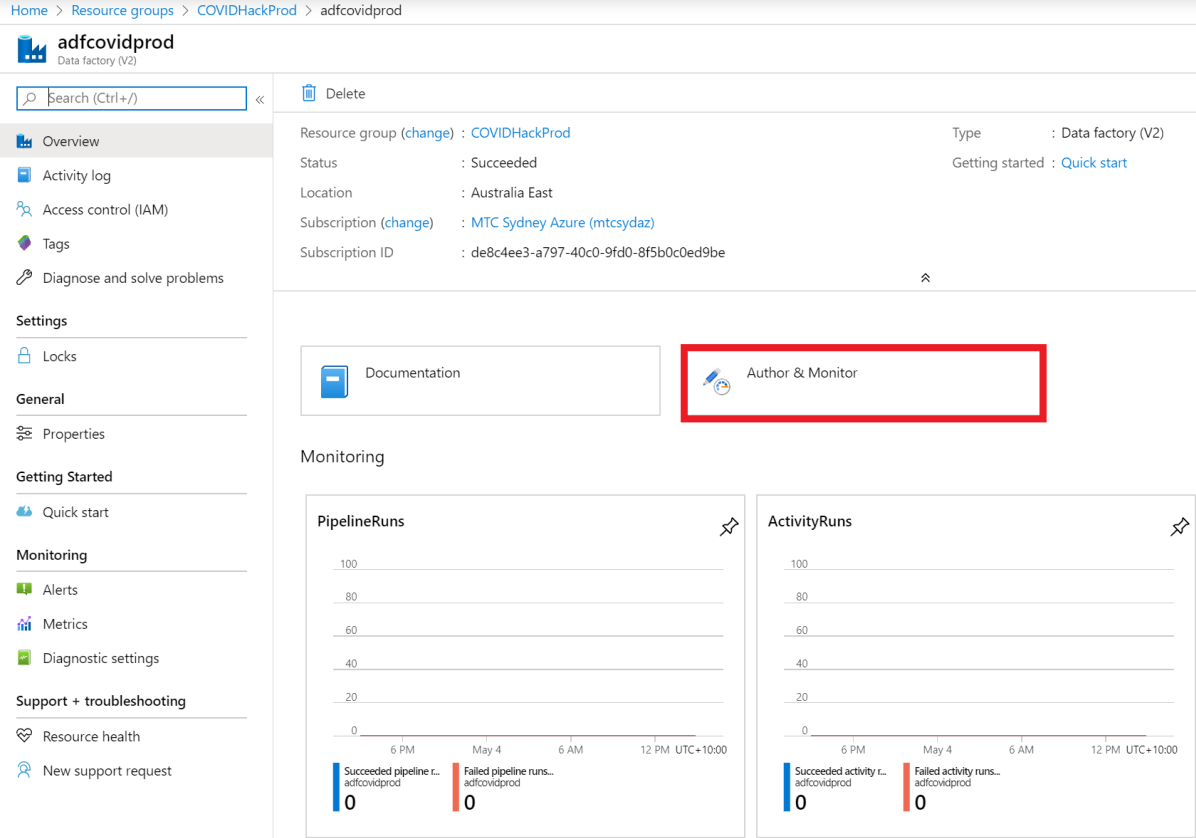 Home > Resource groups > COVIDHackProd > adfcovidprod
adfcovidprod
Data factory (V2)
Search (Ctrl+/)
«
Overview
Activity log
Access control (IAM)
Tags
Diagnose and solve problems
Settings
Locks
General
Properties
Getting Started
Quick start
Monitoring
Alerts
Metrics
Diagnostic settings
Support + troubleshooting
Resource health
New support request
Delete
Resource group (change) : COVIDHackProd
Status : Succeeded
Location : Australia East
Subscription (change) : MTC Sydney Azure (mtcsydaz)
Subscription ID : de8c4ee3-a797-40c0-9fd0-8f5b0c0ed9be
Type : Data factory (V2)
Getting started : Quick start
Documentation
Author & Monitor
Monitoring
PipelineRuns
100
80
60
40
20
0
6 PM May 4 6 AM 12 PM UTC+10:00
Succeeded pipeline r...
adfcovidprod
0
Failed pipeline runs...
adfcovidprod
0
ActivityRuns
100
80
60
40
20
0
6 PM May 4 6 AM 12 PM UTC+10:00
Succeeded activity r...
adfcovidprod
0
Failed activity runs...
adfcovidprod
0